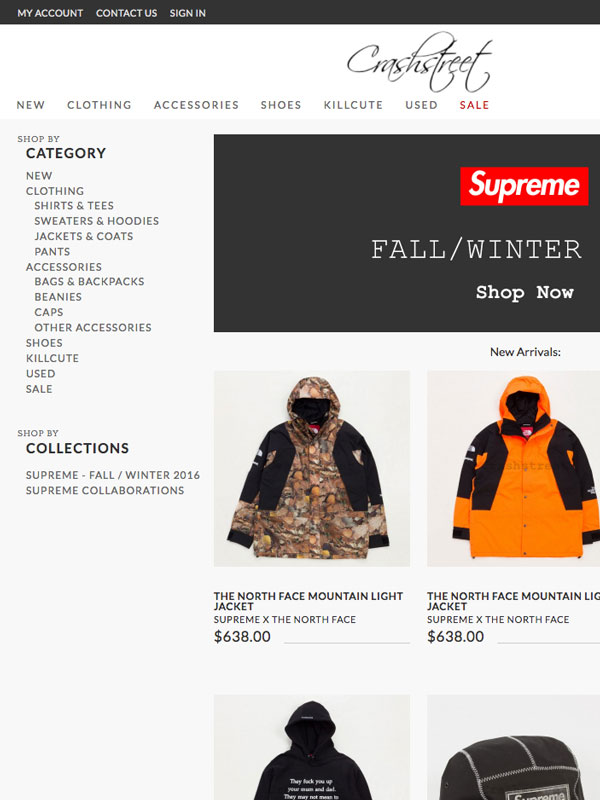 MY ACCOUNT CONTACT US SIGN IN
Crashstreet
NEW CLOTHING ACCESSORIES SHOES KILLCUTE USED SALE
SHOP BY
CATEGORY
NEW
CLOTHING
SHIRTS & TEES
SWEATERS & HOODIES
JACKETS & COATS
PANTS
ACCESSORIES
BAGS & BACKPACKS
BEANIES
CAPS
OTHER ACCESSORIES
SHOES
KILLCUTE
USED
SALE
SHOP BY
COLLECTIONS
SUPREME - FALL / WINTER 2016
SUPREME COLLABORATIONS
Supreme
FALL/WINTER
Shop Now
New Arrivals:
THE NORTH FACE MOUNTAIN LIGHT
JACKET
SUPREME X THE NORTH FACE
$638.00
THE NORTH FACE MOUNTAIN LIG
JACKET
SUPREME X THE NORTH FACE
$638.00
They fuck you up
your mum and dad.
They may not mean to
Supreme